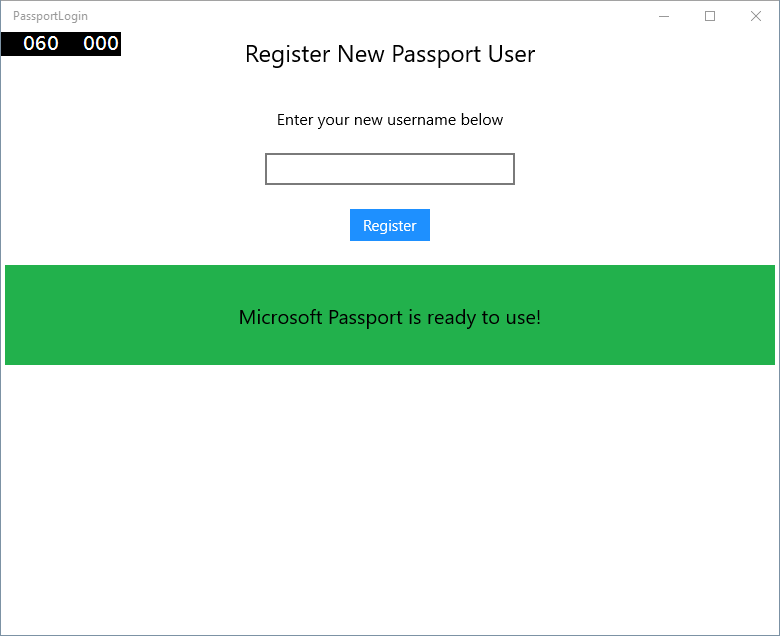 PassportLogin
060 000
Register New Passport User
Enter your new username below
Register
Microsoft Passport is ready to use!